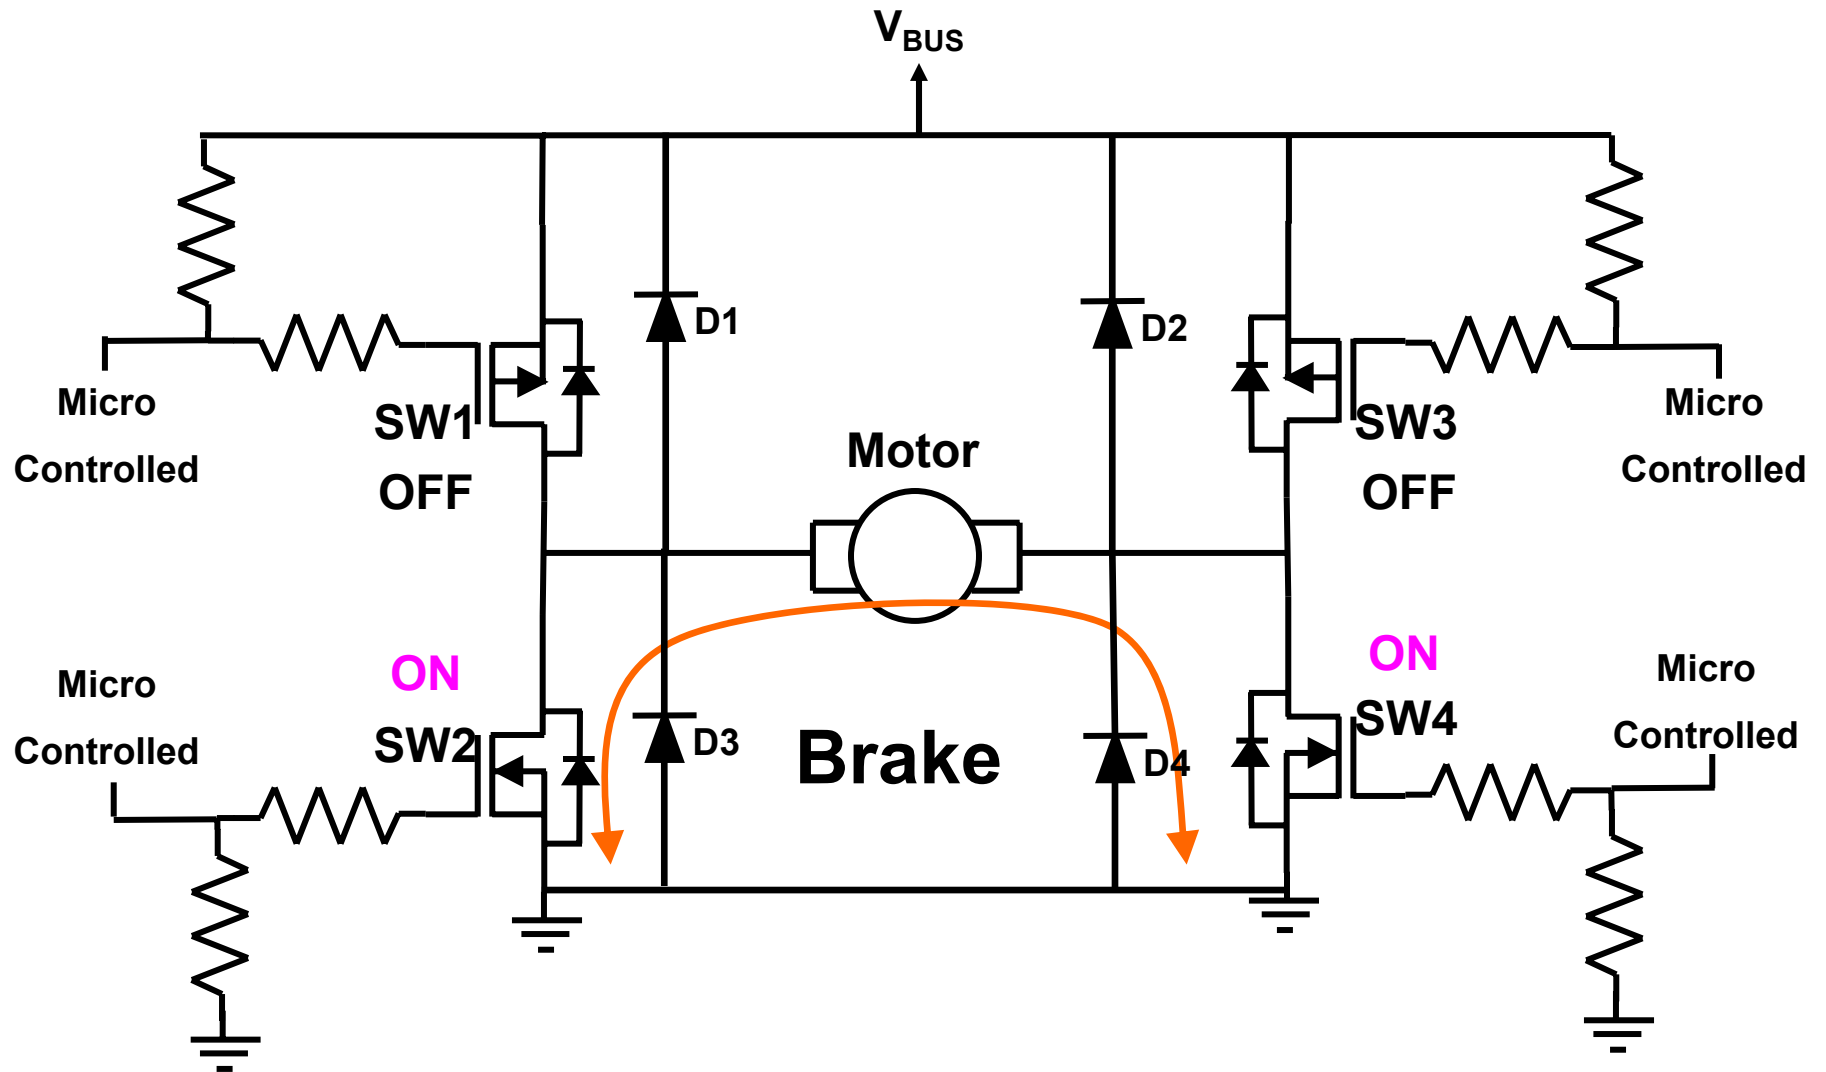 VBUS
D1
D2
Micro
Controlled
SW1
OFF
Motor
SW3
OFF
Micro
Controlled
Micro
Controlled
ON
SW2
D3
Brake
D4
ON
SW4
Micro
Controlled